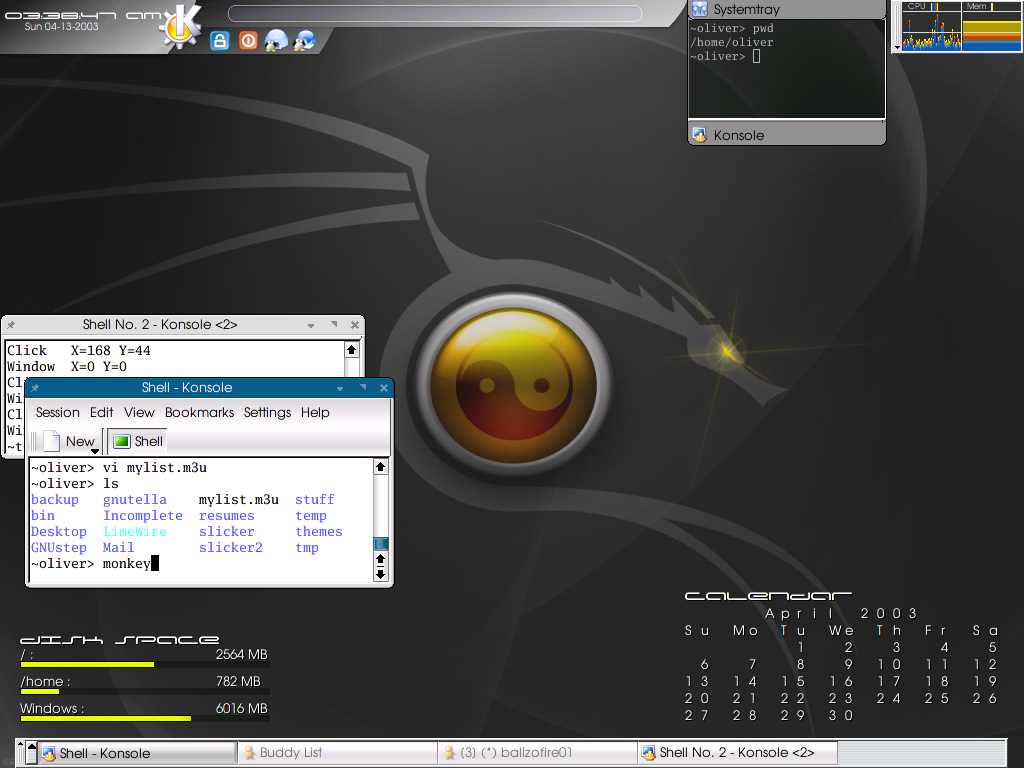 03:38:47 AM
Sun 04-13-2003
Systemtray
~oliver> pwd
/home/oliver
~oliver>
Konsole
CPU
Mem
Shell No. 2 - Konsole <2>
Click X=168 Y=44
Window X=0 Y=0
Shell - Konsole
Session Edit View Bookmarks Settings Help
New Shell
~oliver> vi mylist.m3u
~oliver> ls
backup gnutella mylist.m3u stuff
bin Incomplete resumes temp
Desktop LimeWire slicker themes
GNUstep Mail slicker2 tmp
~oliver> monkey
disk space
/ : 2564 MB
/home : 782 MB
Windows : 6016 MB
calendar
April 2003
Su Mo Tu We Th Fr Sa
1 2 3 4 5
6 7 8 9 10 11 12
13 14 15 16 17 18 19
20 21 22 23 24 25 26
27 28 29 30
Shell - Konsole
Buddy List
(3) (*) ballzofire01
Shell No. 2 - Konsole <2>